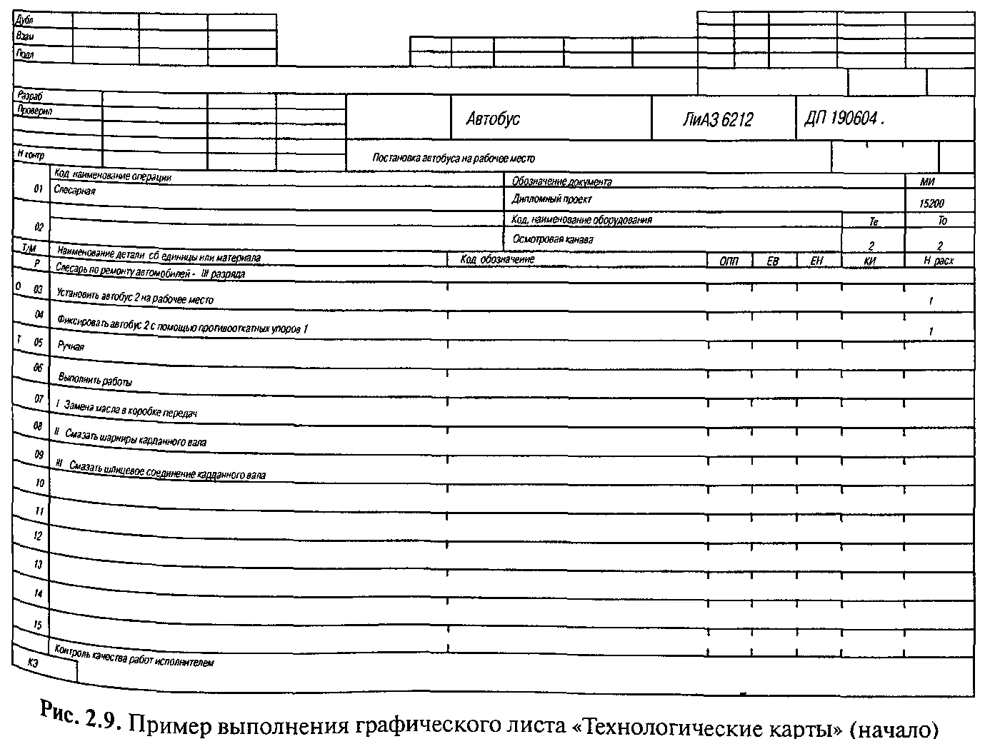 Дубл
Взам
Подл
Разраб
Проверил
Н контр
Автобус ЛиАЗ 6212 ДП 190604 .
Постановка автобуса на рабочее место
Код наименование операции Обозначение документа МИ
01 Слесарная Дипломный проект 15200
Код, наименование оборудования Тв То
02 Осмотровая канава 2 2
Т/М Наименование детали сб единицы или материала Код обозначение ОПП ЕВ ЕН КИ Н расх
Р Слесарь по ремонту автомобилей - III разряда
О 03 Установить автобус 2 на рабочее место 1
04 Фиксировать автобус 2 с помощью противооткатных упоров 1 1
Т 05 Ручная
06 Выполнить работы
07 I Замена масла в коробке передач
08 II Смазать шарниры карданного вала
09 III Смазать шлицевое соединение карданного вала
10
11
12
13
14
15
Контроль качества работ исполнителем
КЭ
Рис. 2.9. Пример выполнения графического листа «Технологические карты» (начало)